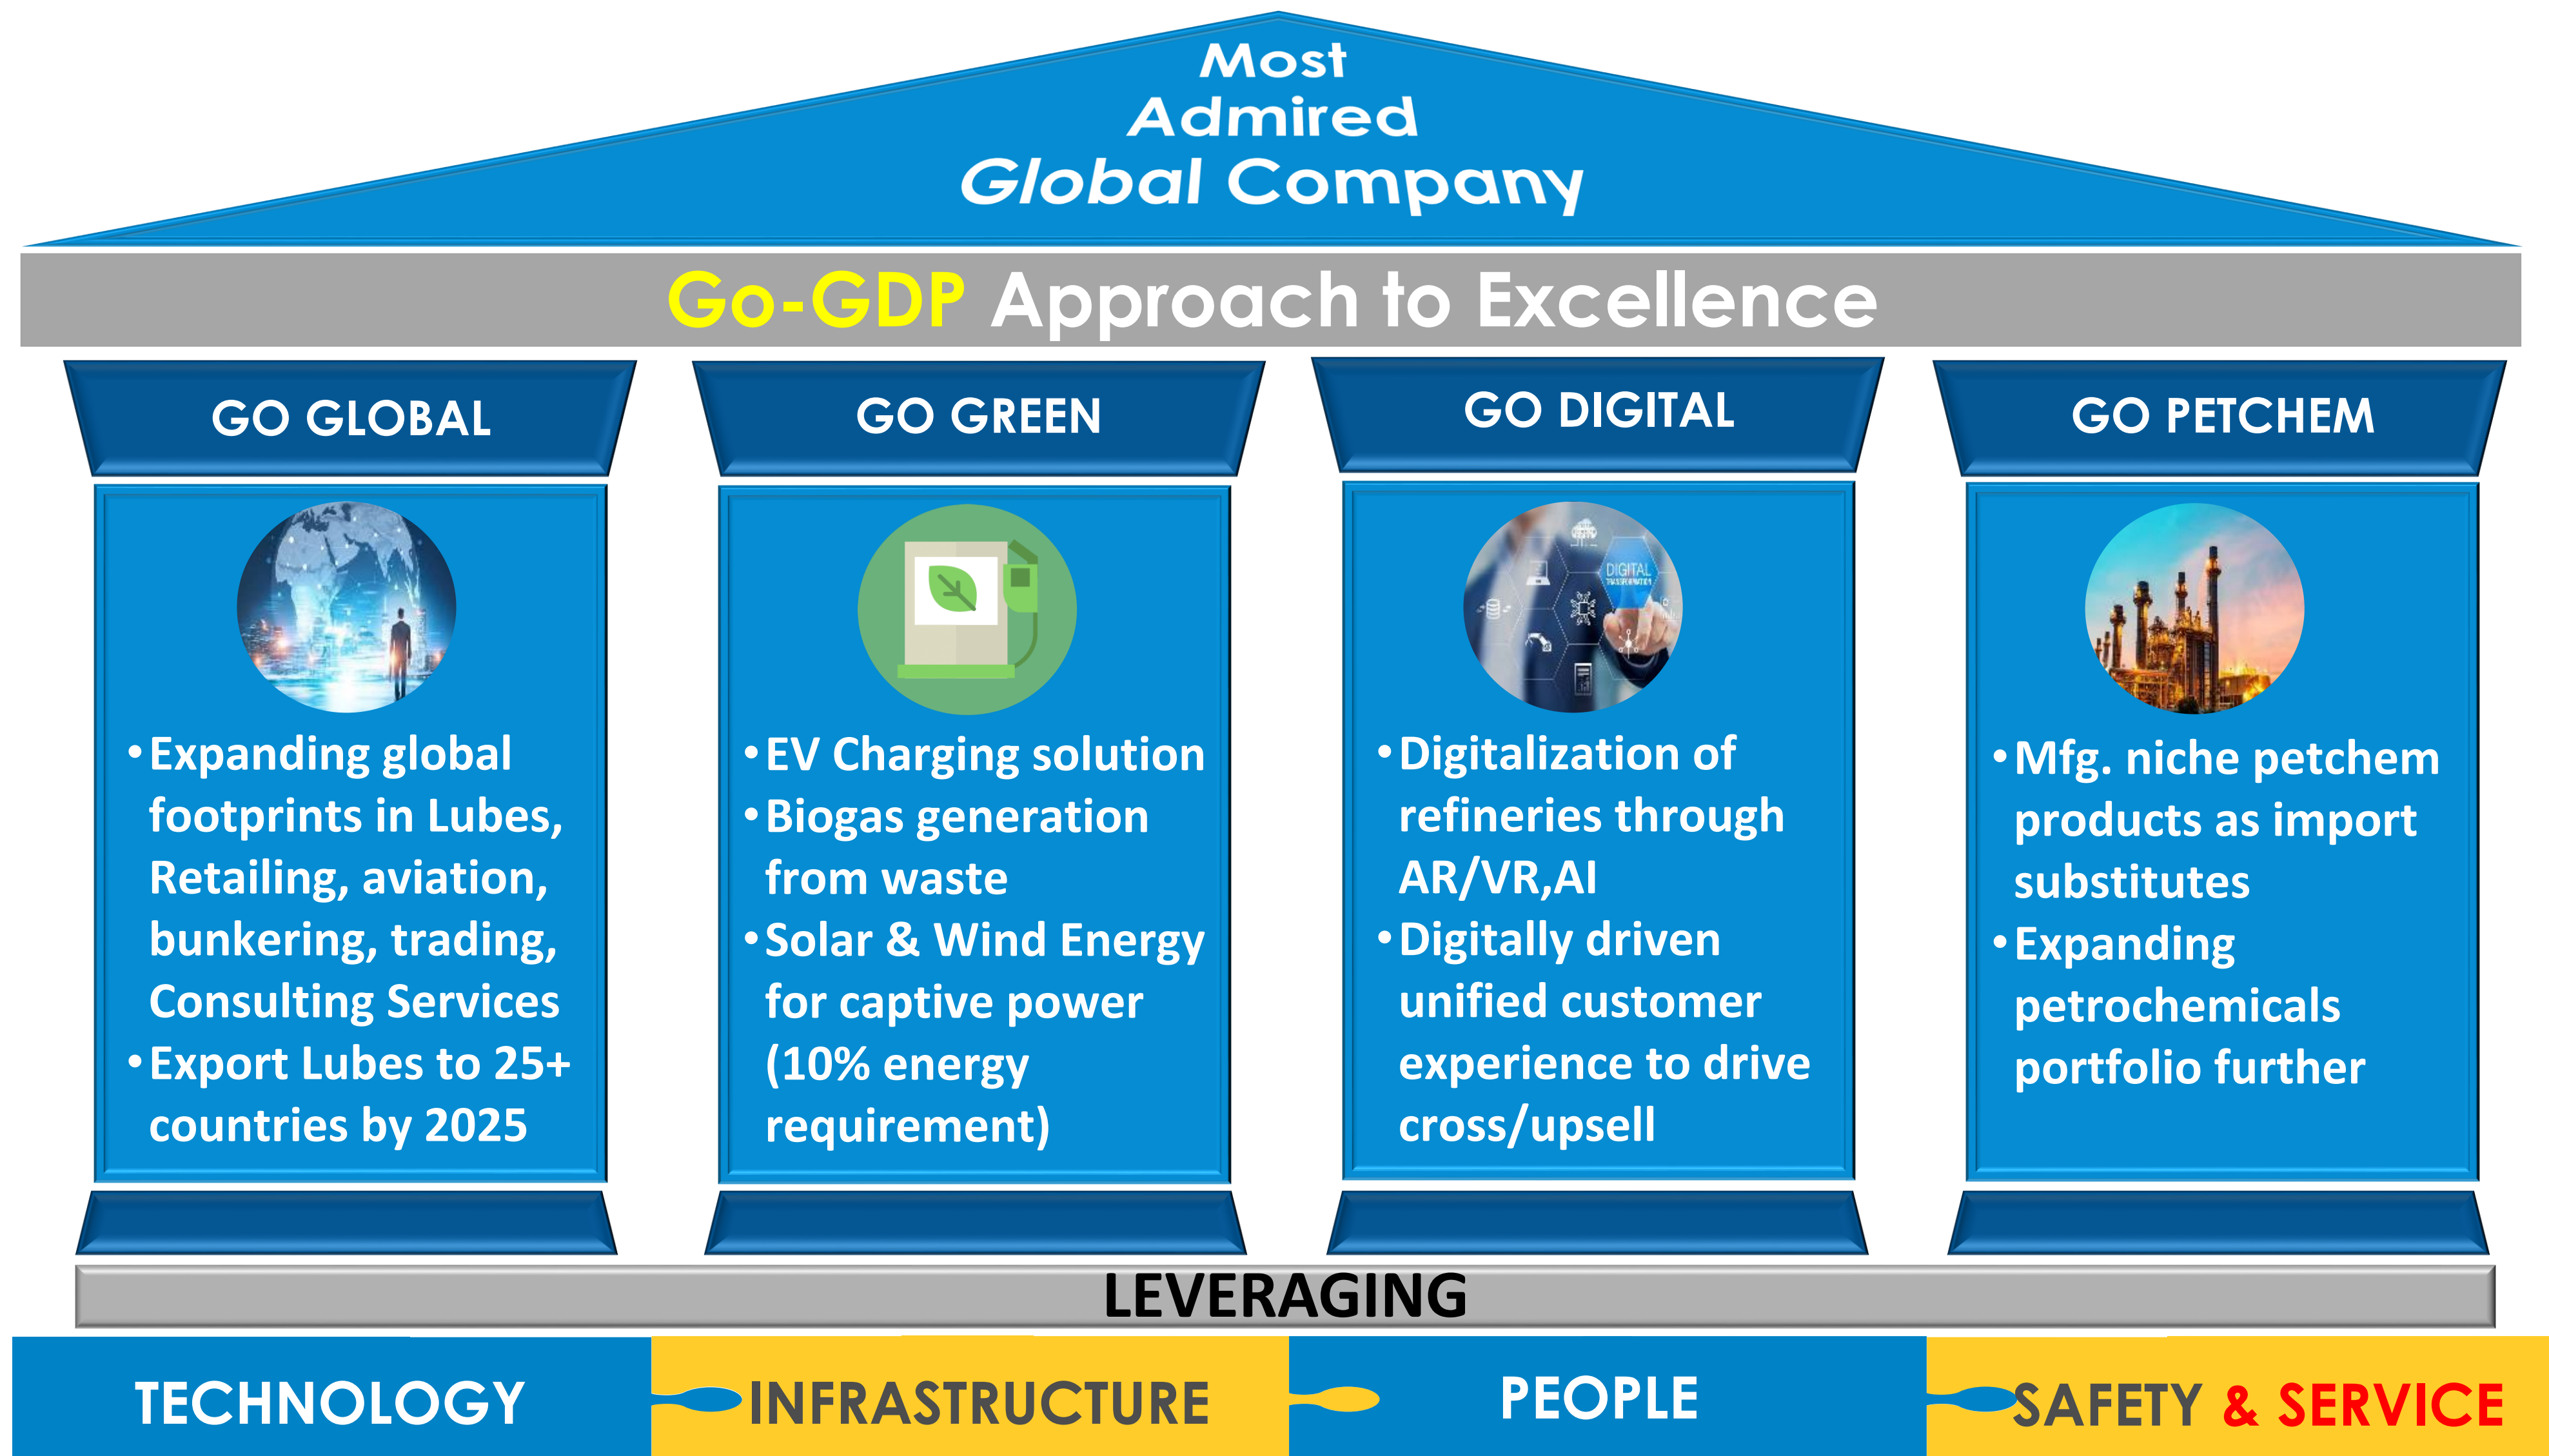 Most
Admired
Global Company
Go-GDP Approach to Excellence
GO GLOBAL
•Expanding global
footprints in Lubes,
Retailing, aviation,
bunkering, trading,
Consulting Services
•Export Lubes to 25+
countries by 2025
GO GREEN
•EV Charging solution
•Biogas generation
from waste
•Solar & Wind Energy
for captive power
(10% energy
requirement)
GO DIGITAL
DIGITAL
TRANSFORMATION
•Digitalization of
refineries through
AR/VR,AI
•Digitally driven
unified customer
experience to drive
cross/upsell
GO PETCHEM
•Mfg. niche petchem
products as import
substitutes
•Expanding
petrochemicals
portfolio further
LEVERAGING
TECHNOLOGY
INFRASTRUCTURE
PEOPLE
SAFETY & SERVICE